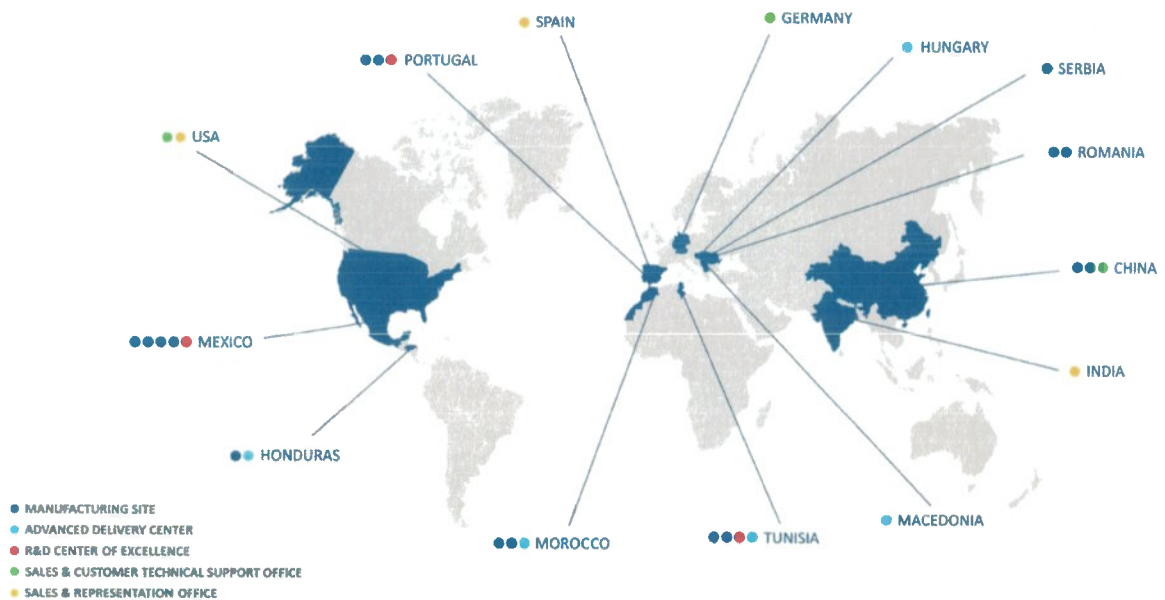 SPAIN
GERMANY
PORTUGAL
HUNGARY
SERBIA
USA
ROMANIA
CHINA
MEXICO
INDIA
HONDURAS
MACEDONIA
MOROCCO
TUNISIA
MANUFACTURING SITE
ADVANCED DELIVERY CENTER
R&D CENTER OF EXCELLENCE
SALES & CUSTOMER TECHNICAL SUPPORT OFFICE
SALES & REPRESENTATION OFFICE